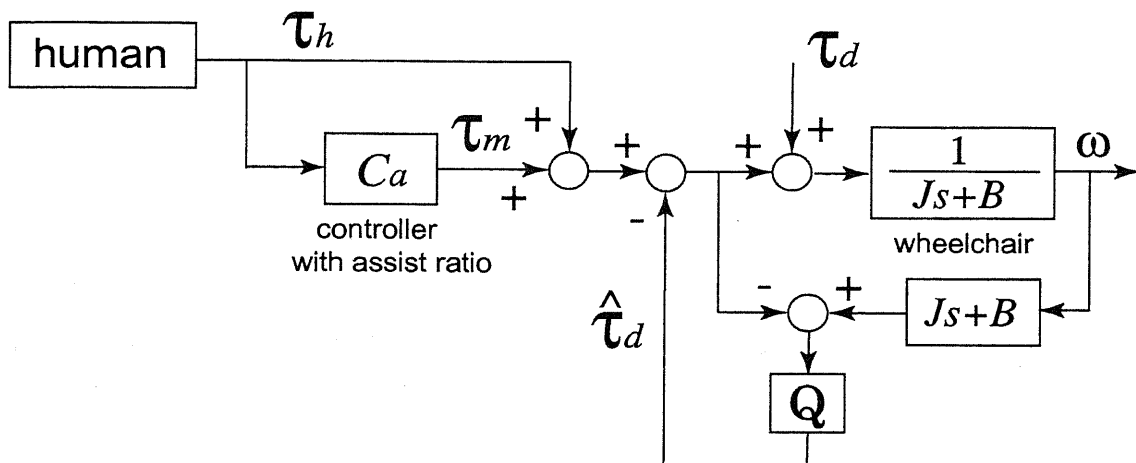 human
τh
Ca
controller
with assist ratio
τm
+
+
+
-
τ̂d
+
τd
+
1
Js+B
wheelchair
ω
-
+
Js+B
Q